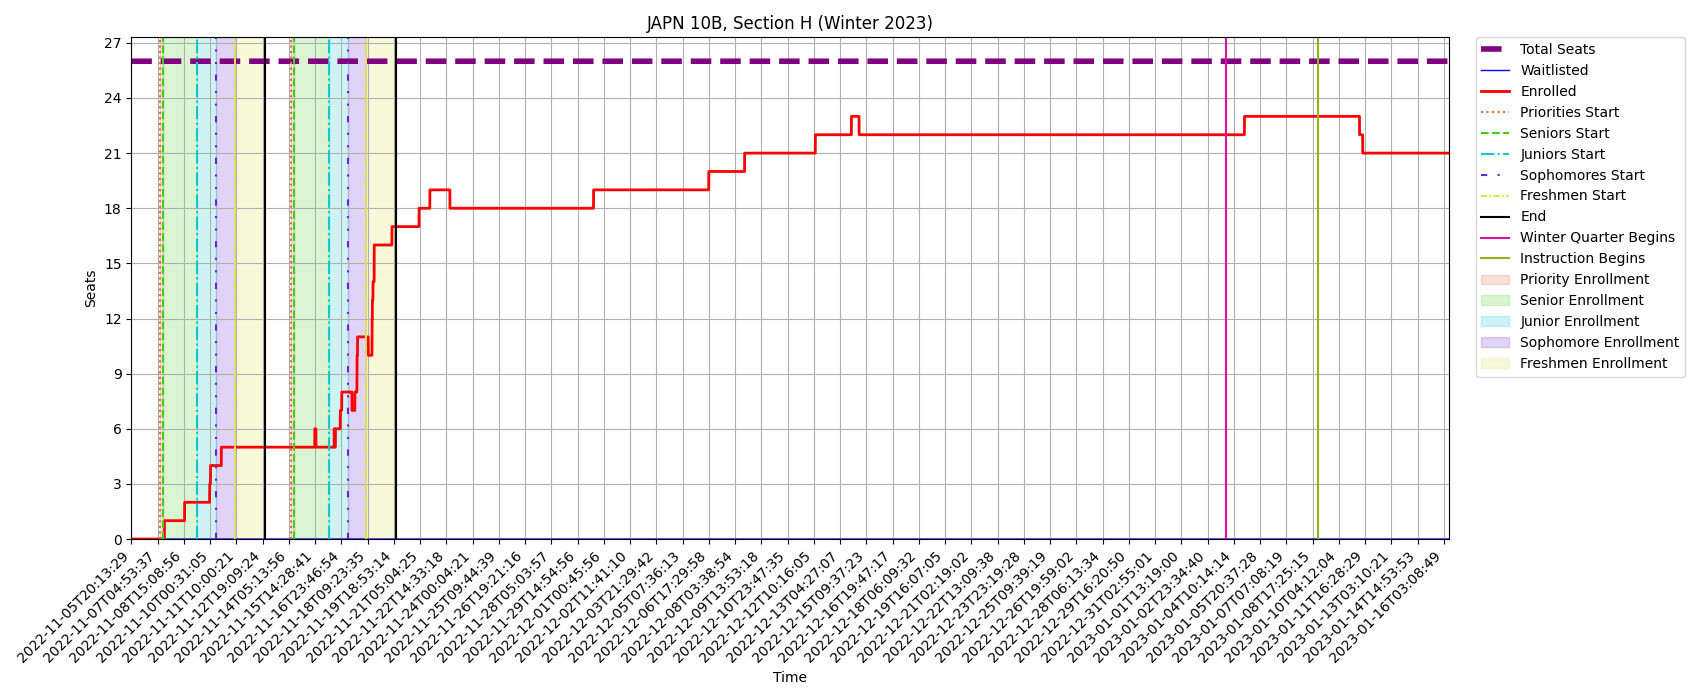 JAPN 10B, Section H (Winter 2023)
27
24
21
18
15
12
9
6
3
0
Seats
2022-11-05T20:13:29
2022-11-07T04:53:37
2022-11-08T15:08:56
2022-11-10T00:31:05
2022-11-11T10:00:21
2022-11-12T19:09:24
2022-11-14T05:13:56
2022-11-15T14:28:41
2022-11-16T23:46:54
2022-11-18T09:23:35
2022-11-19T18:53:14
2022-11-21T05:04:25
2022-11-22T14:33:18
2022-11-24T00:04:21
2022-11-25T09:44:39
2022-11-26T19:21:16
2022-11-28T05:03:57
2022-11-29T14:54:56
2022-12-01T00:45:56
2022-12-02T11:41:10
2022-12-03T21:29:42
2022-12-05T07:36:13
2022-12-06T17:29:58
2022-12-08T03:38:54
2022-12-09T13:53:18
2022-12-10T23:47:35
2022-12-12T10:16:05
2022-12-13T04:27:07
2022-12-15T09:37:23
2022-12-16T19:47:17
2022-12-18T06:09:32
2022-12-19T16:07:05
2022-12-21T02:19:02
2022-12-22T13:09:38
2022-12-23T23:19:28
2022-12-25T09:39:19
2022-12-26T19:59:02
2022-12-28T06:13:34
2022-12-29T16:20:50
2022-12-31T02:55:01
2023-01-01T13:19:00
2023-01-02T23:34:40
2023-01-04T10:14:14
2023-01-05T20:37:28
2023-01-07T07:08:19
2023-01-08T17:25:15
2023-01-10T04:12:04
2023-01-11T16:28:29
2023-01-13T03:10:21
2023-01-14T14:53:53
2023-01-16T03:08:49
Time
Total Seats
Waitlisted
Enrolled
Priorities Start
Seniors Start
Juniors Start
Sophomores Start
Freshmen Start
End
Winter Quarter Begins
Instruction Begins
Priority Enrollment
Senior Enrollment
Junior Enrollment
Sophomore Enrollment
Freshmen Enrollment